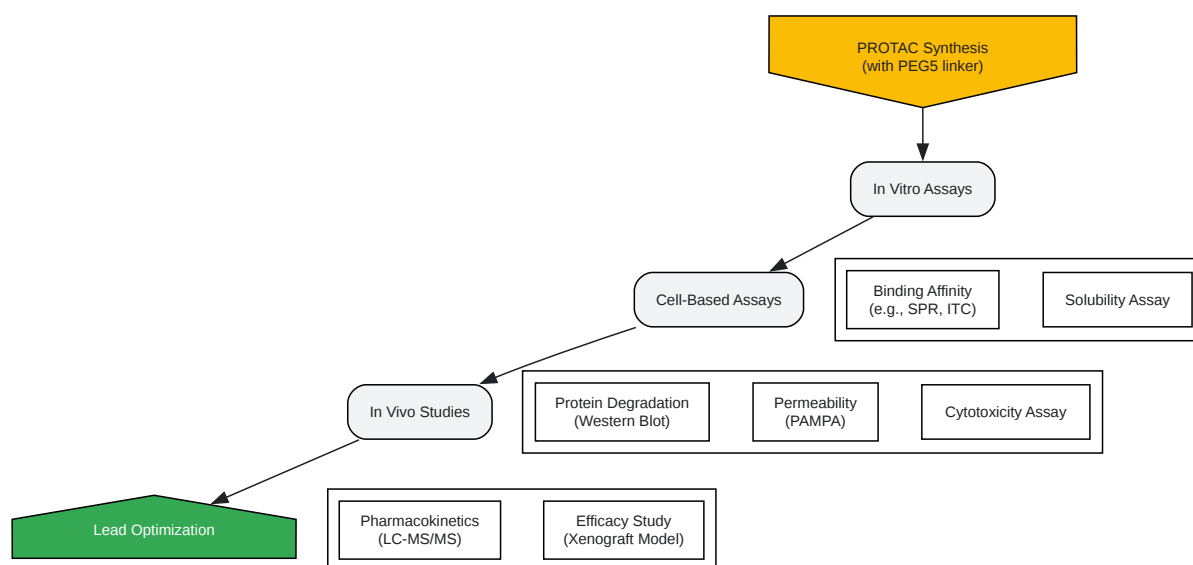 PROTAC Synthesis
(with PEG5 linker)
In Vitro Assays
Cell-Based Assays
Binding Affinity
(e.g., SPR, ITC)
Solubility Assay
In Vivo Studies
Protein Degradation
(Western Blot)
Permeability
(PAMPA)
Cytotoxicity Assay
Lead Optimization
Pharmacokinetics
(LC-MS/MS)
Efficacy Study
(Xenograft Model)